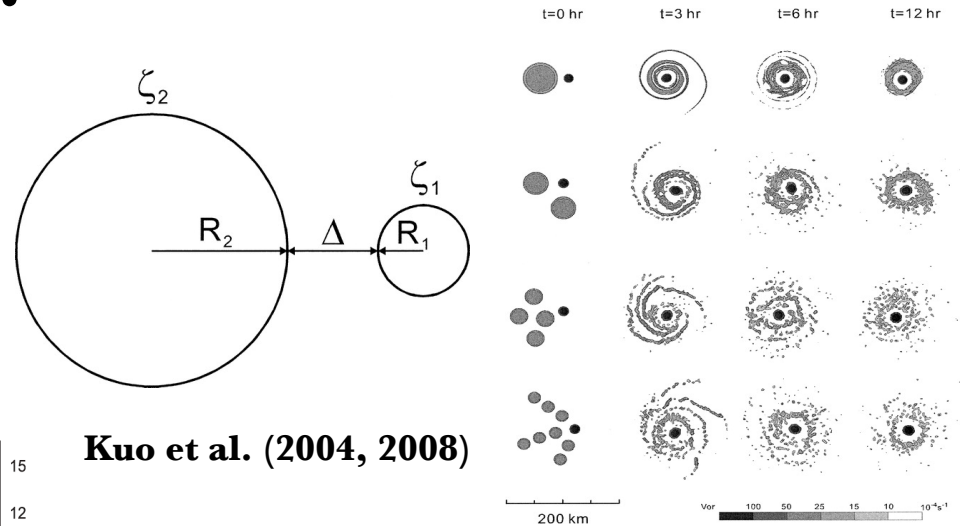 t=0 hr t=3 hr t=6 hr t=12 hr
ζ₂
ζ₁
R₂ Δ R₁
Kuo et al. (2004, 2008)
15
12
200 km
Vor 100 50 25 15 10 10⁻⁴s⁻¹